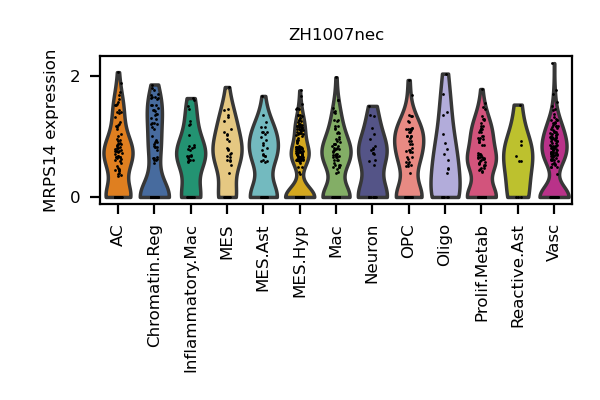 ZH1007nec
MRPS14 expression
2
0
AC
Chromatin.Reg
Inflammatory.Mac
MES
MES.Ast
MES.Hyp
Mac
Neuron
OPC
Oligo
Prolif.Metab
Reactive.Ast
Vasc